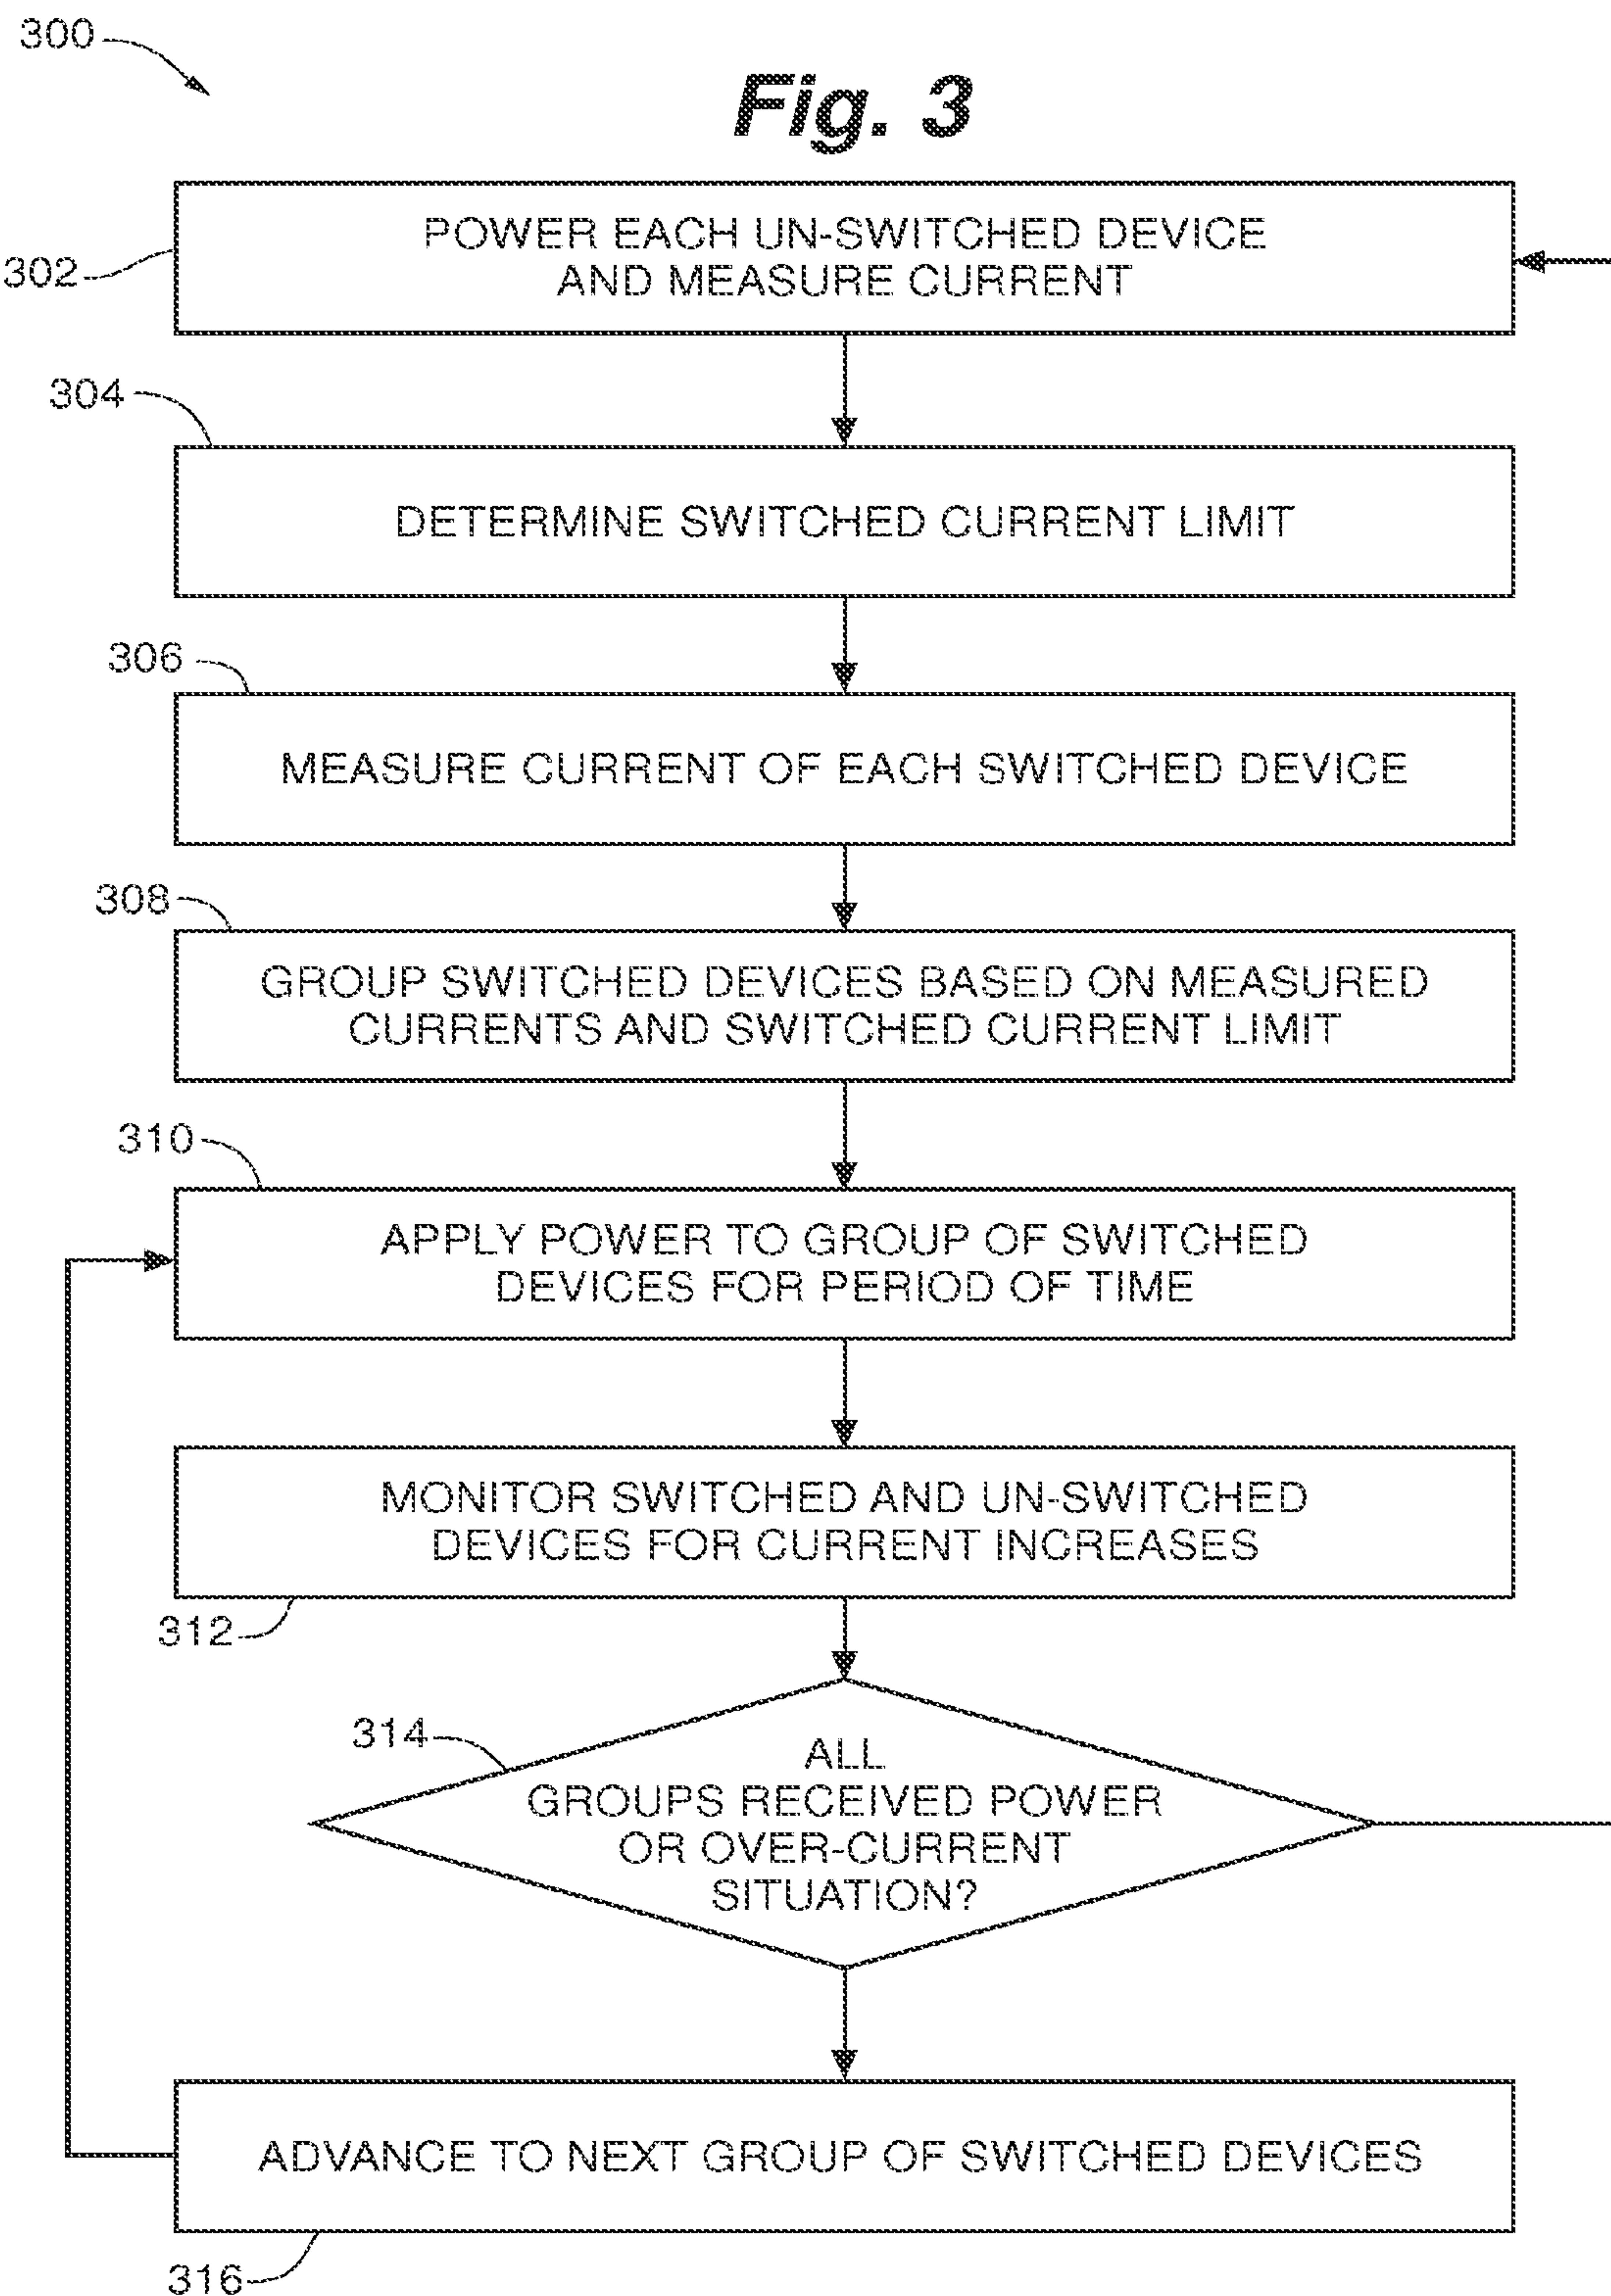 300
Fig. 3
POWER EACH UN-SWITCHED DEVICE
AND MEASURE CURRENT
302
304
DETERMINE SWITCHED CURRENT LIMIT
306
MEASURE CURRENT OF EACH SWITCHED DEVICE
308
GROUP SWITCHED DEVICES BASED ON MEASURED
CURRENTS AND SWITCHED CURRENT LIMIT
310
APPLY POWER TO GROUP OF SWITCHED
DEVICES FOR PERIOD OF TIME
MONITOR SWITCHED AND UN-SWITCHED
DEVICES FOR CURRENT INCREASES
312
314
ALL
GROUPS RECEIVED POWER
OR OVER-CURRENT
SITUATION?
ADVANCE TO NEXT GROUP OF SWITCHED DEVICES
316